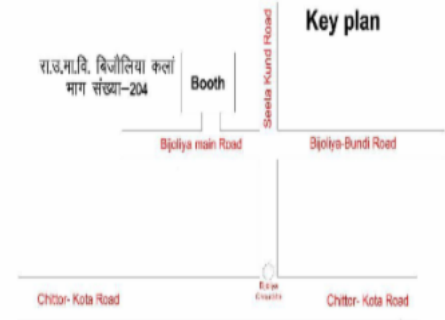 Key plan
रा.उ.मा.वि. बिजौलिया कलां
भाग संख्या-204
Booth
Seeta Kund Road
Bijoliya main Road
Bijoliya-Bundi Road
Chittor- Kota Road
Chittor- Kota Road